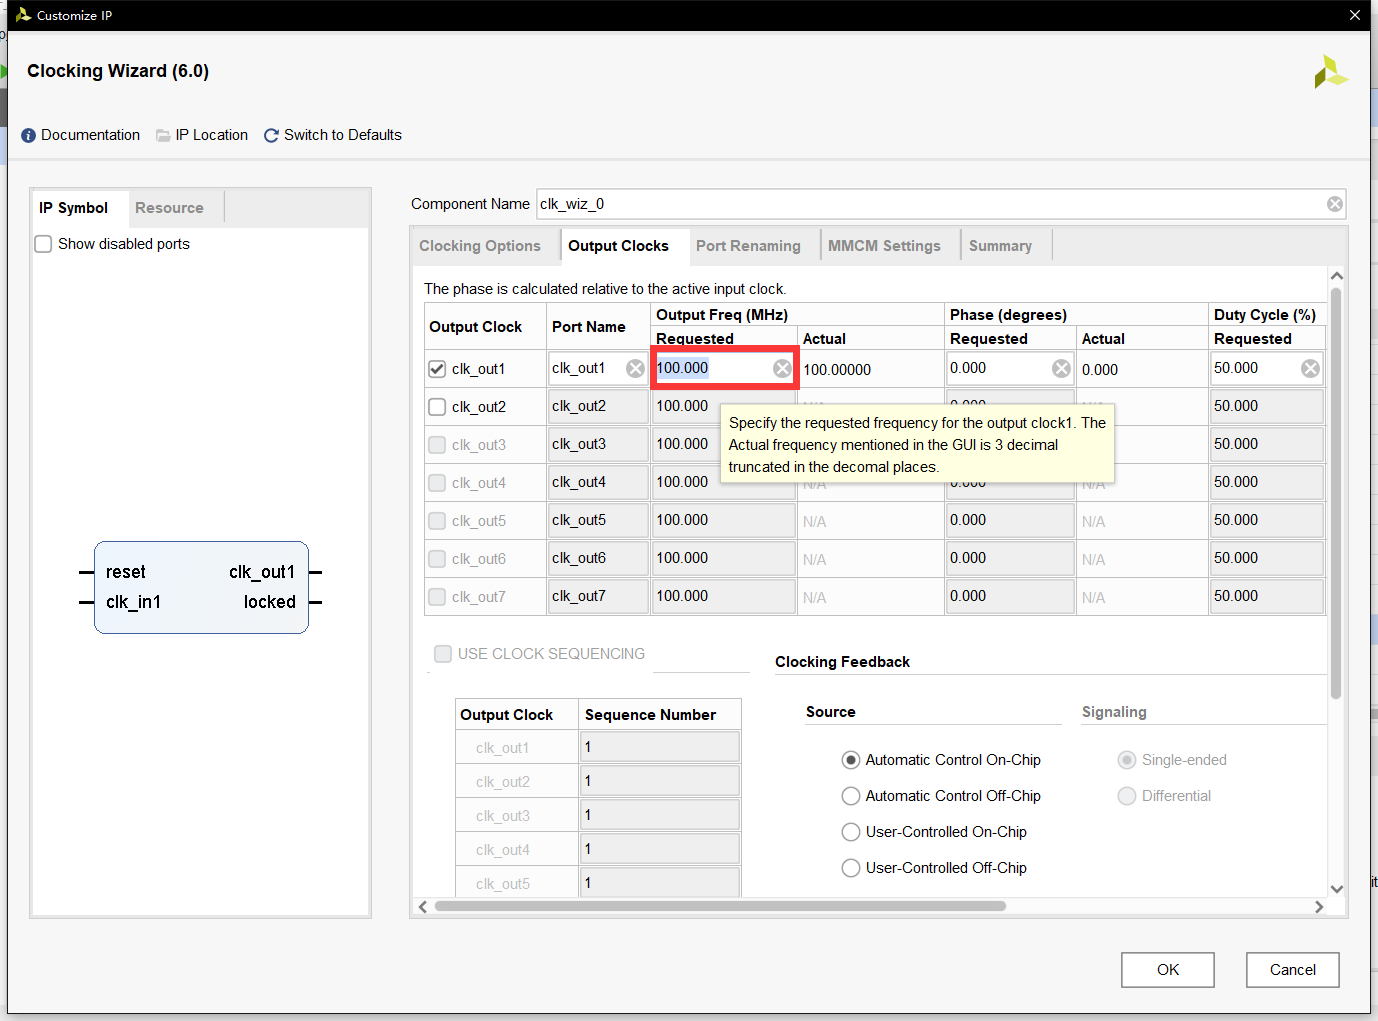 Customize IP
Clocking Wizard (6.0)
Documentation IP Location Switch to Defaults
IP Symbol Resource
Show disabled ports
reset clk_out1
clk_in1 locked
Component Name clk_wiz_0
Clocking Options Output Clocks Port Renaming MMCM Settings Summary
The phase is calculated relative to the active input clock.
Output Clock Port Name Output Freq (MHz) Phase (degrees) Duty Cycle (%)
Requested Actual Requested Actual Requested
clk_out1 clk_out1 100.000 100.00000 0.000 0.000 50.000
clk_out2 clk_out2 100.000 50.000
Specify the requested frequency for the output clock1. The
Actual frequency mentioned in the GUI is 3 decimal
truncated in the decomal places.
clk_out3 clk_out3 100.000 50.000
clk_out4 clk_out4 100.000 N/A 0.000 N/A 50.000
clk_out5 clk_out5 100.000 N/A 0.000 N/A 50.000
clk_out6 clk_out6 100.000 N/A 0.000 N/A 50.000
clk_out7 clk_out7 100.000 N/A 0.000 N/A 50.000
USE CLOCK SEQUENCING
Output Clock Sequence Number
clk_out1 1
clk_out2 1
clk_out3 1
clk_out4 1
clk_out5 1
Clocking Feedback
Source Signaling
Automatic Control On-Chip Single-ended
Automatic Control Off-Chip Differential
User-Controlled On-Chip
User-Controlled Off-Chip
OK Cancel